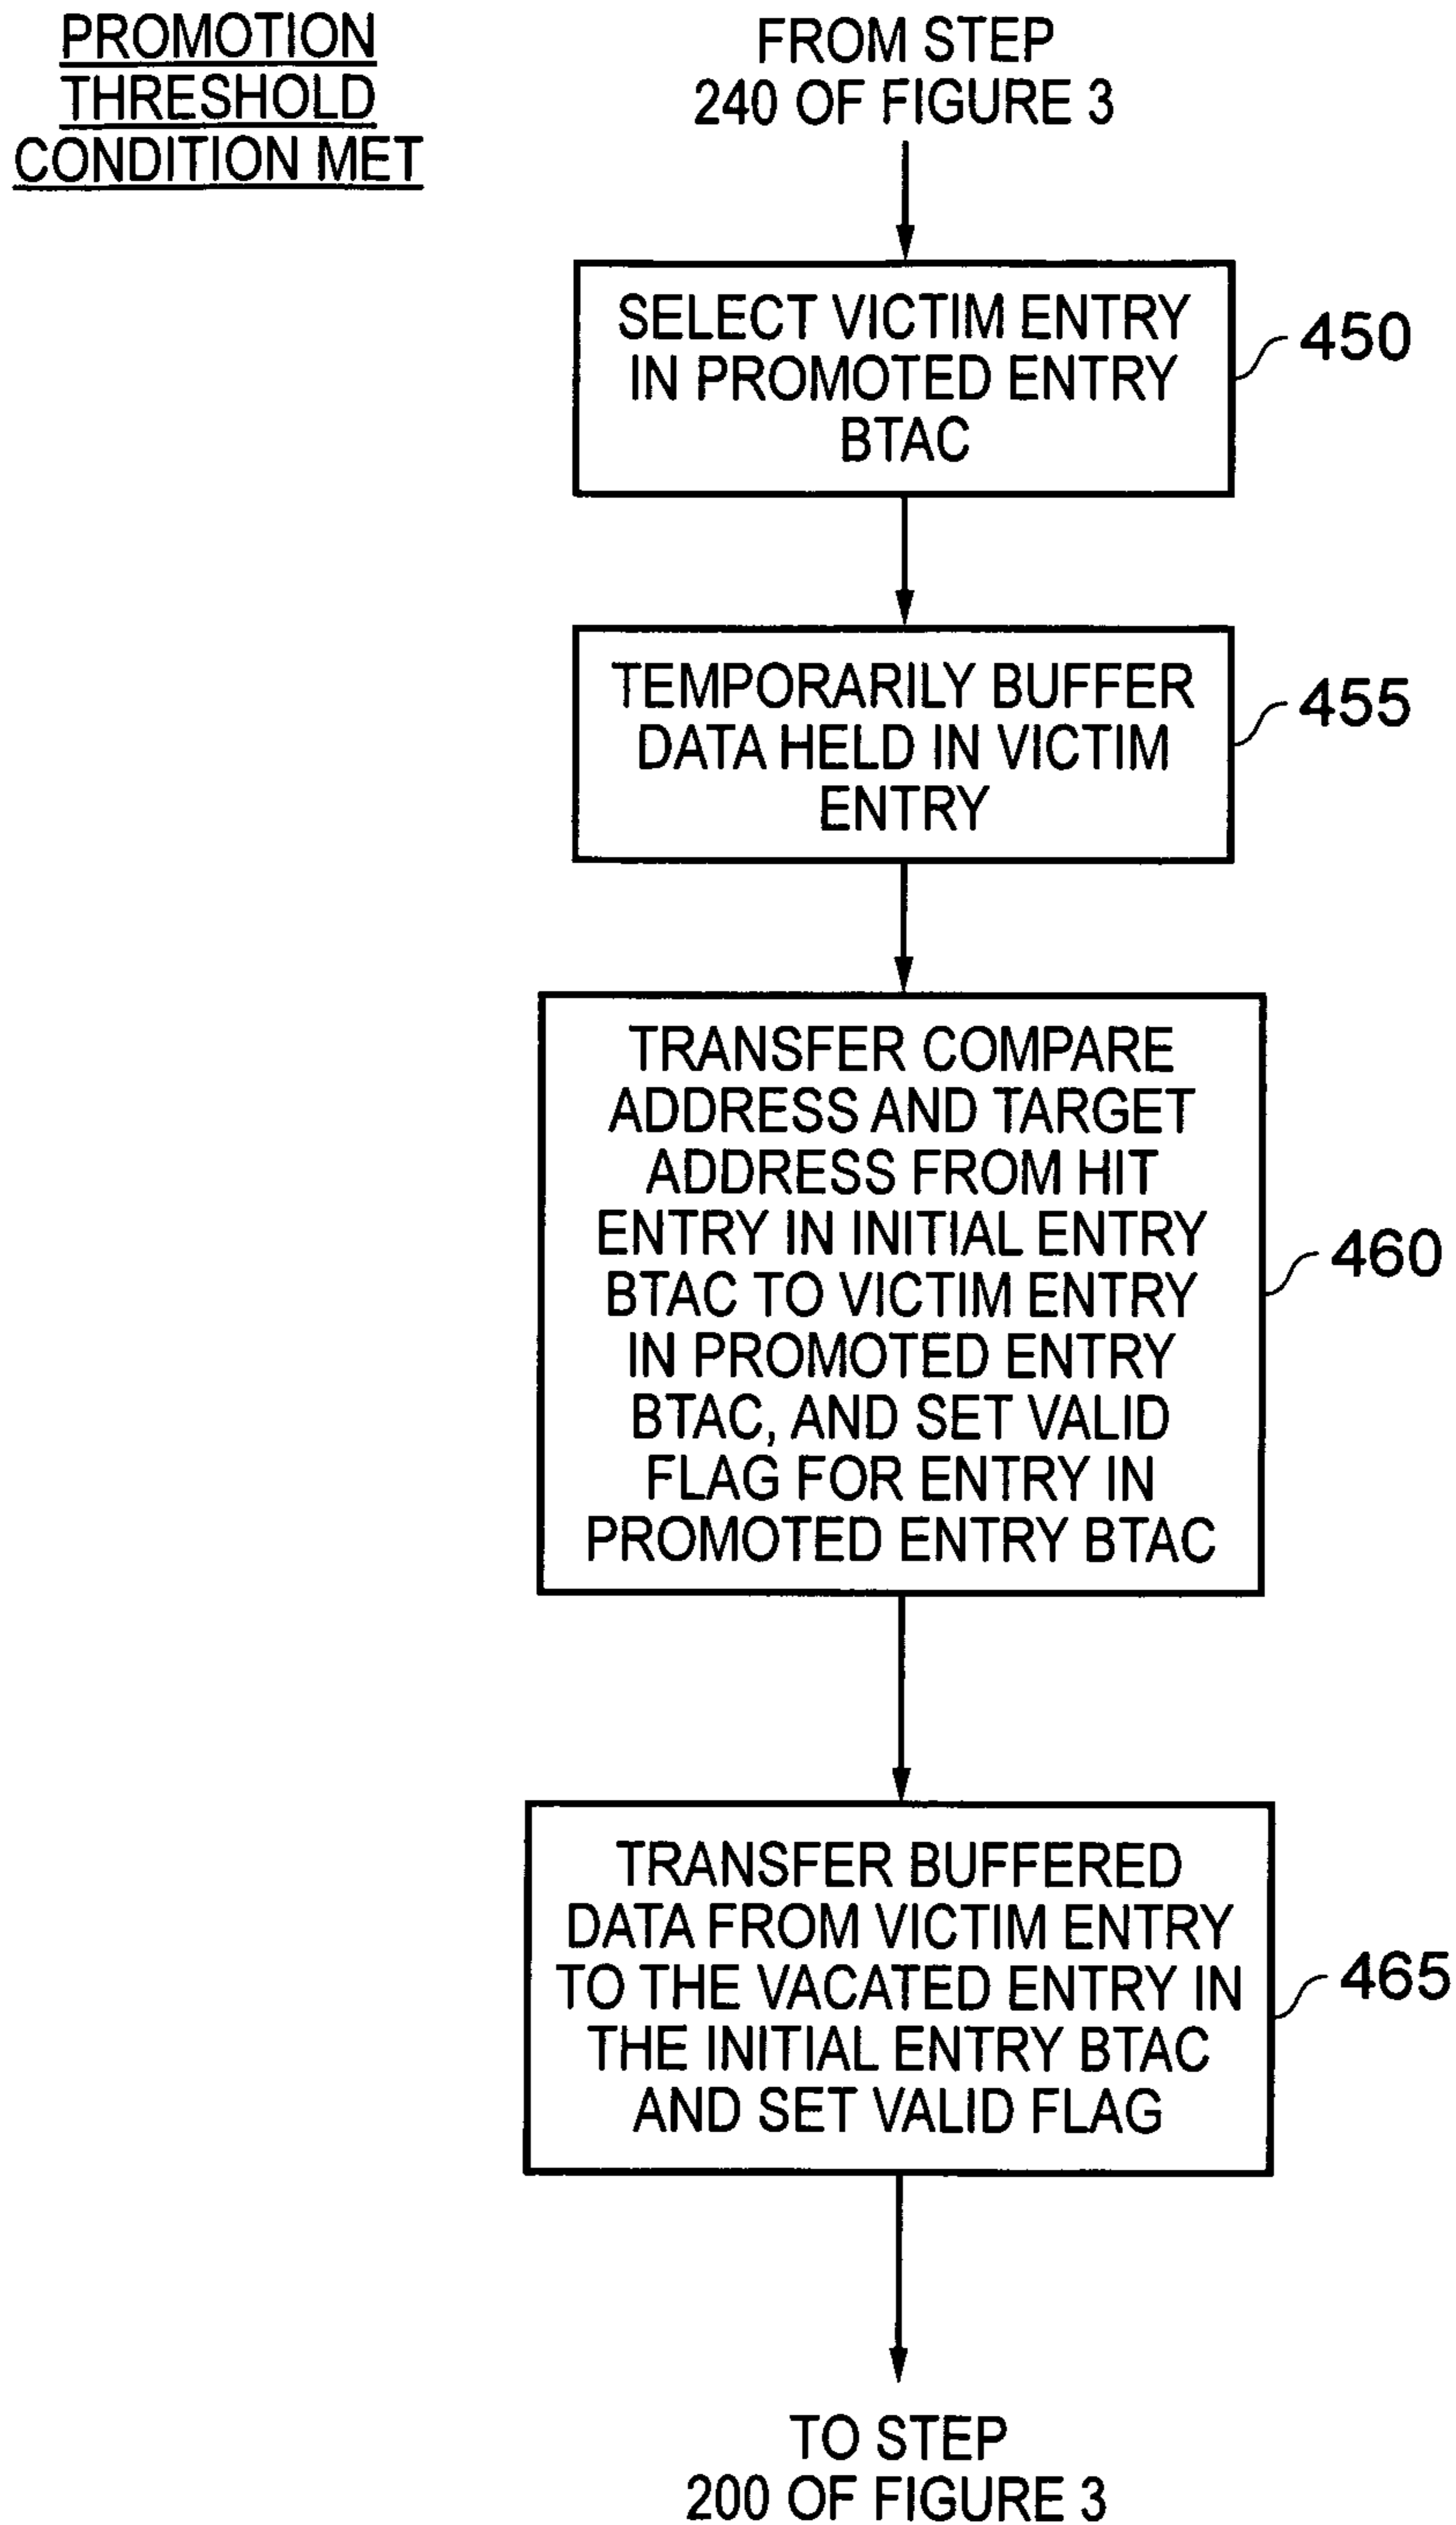 PROMOTION
THRESHOLD
CONDITION MET
FROM STEP
240 OF FIGURE 3
SELECT VICTIM ENTRY
IN PROMOTED ENTRY
BTAC
450
TEMPORARILY BUFFER
DATA HELD IN VICTIM
ENTRY
455
TRANSFER COMPARE
ADDRESS AND TARGET
ADDRESS FROM HIT
ENTRY IN INITIAL ENTRY
BTAC TO VICTIM ENTRY
IN PROMOTED ENTRY
BTAC, AND SET VALID
FLAG FOR ENTRY IN
PROMOTED ENTRY BTAC
460
TRANSFER BUFFERED
DATA FROM VICTIM ENTRY
TO THE VACATED ENTRY IN
THE INITIAL ENTRY BTAC
AND SET VALID FLAG
465
TO STEP
200 OF FIGURE 3